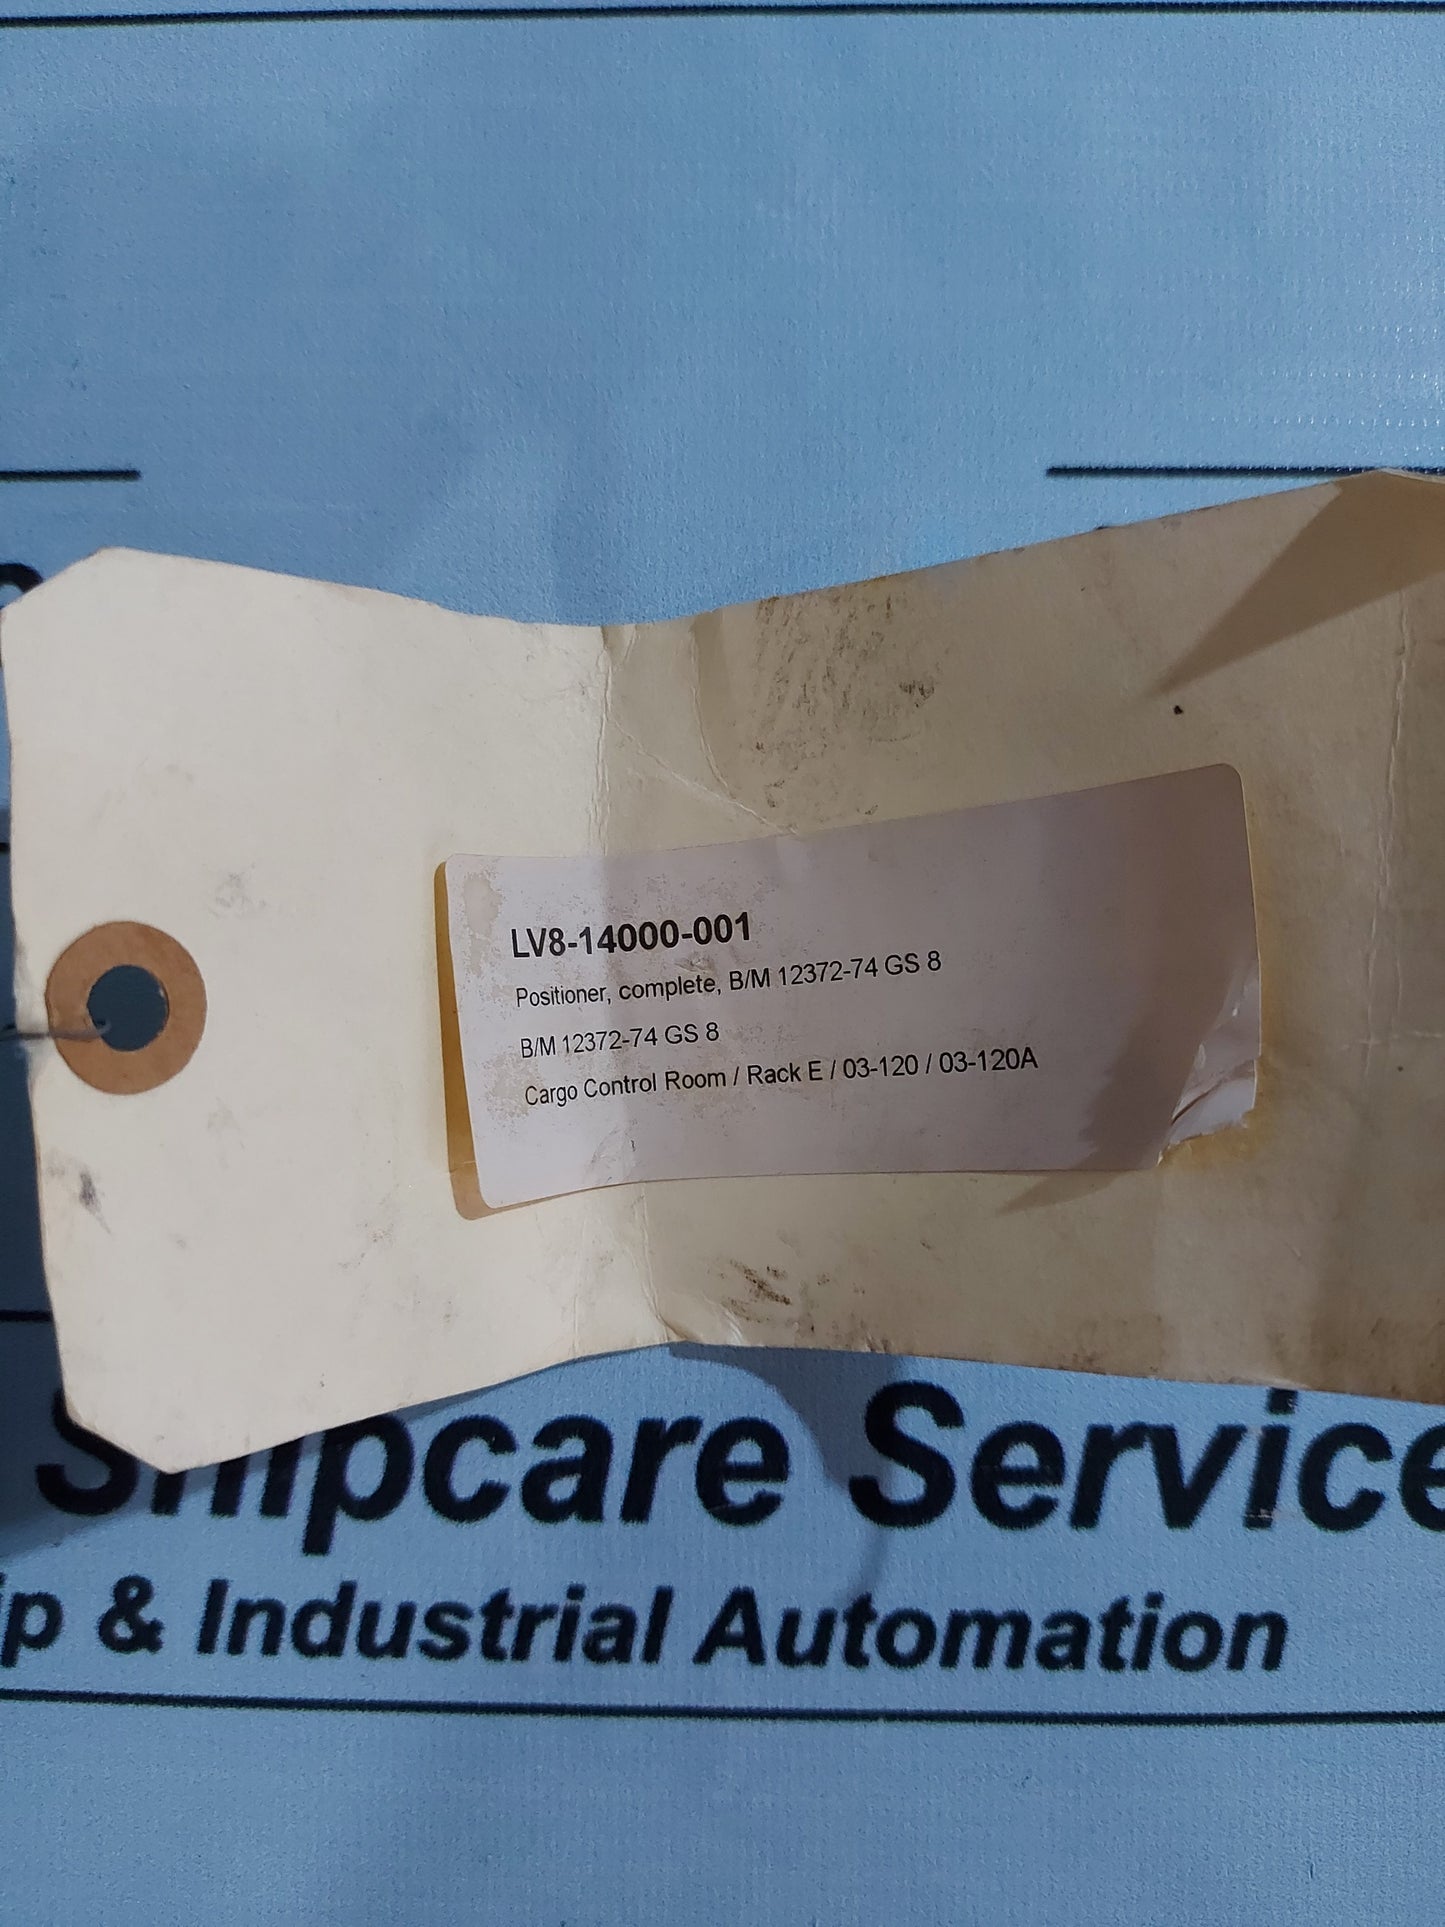 LV8-14000-001
Positioner, complete, B/M 12372-74 GS 8
B/M 12372-74 GS 8
Cargo Control Room / Rack E / 03-120 / 03-120A
Shipcare Service
ip & Industrial Automation